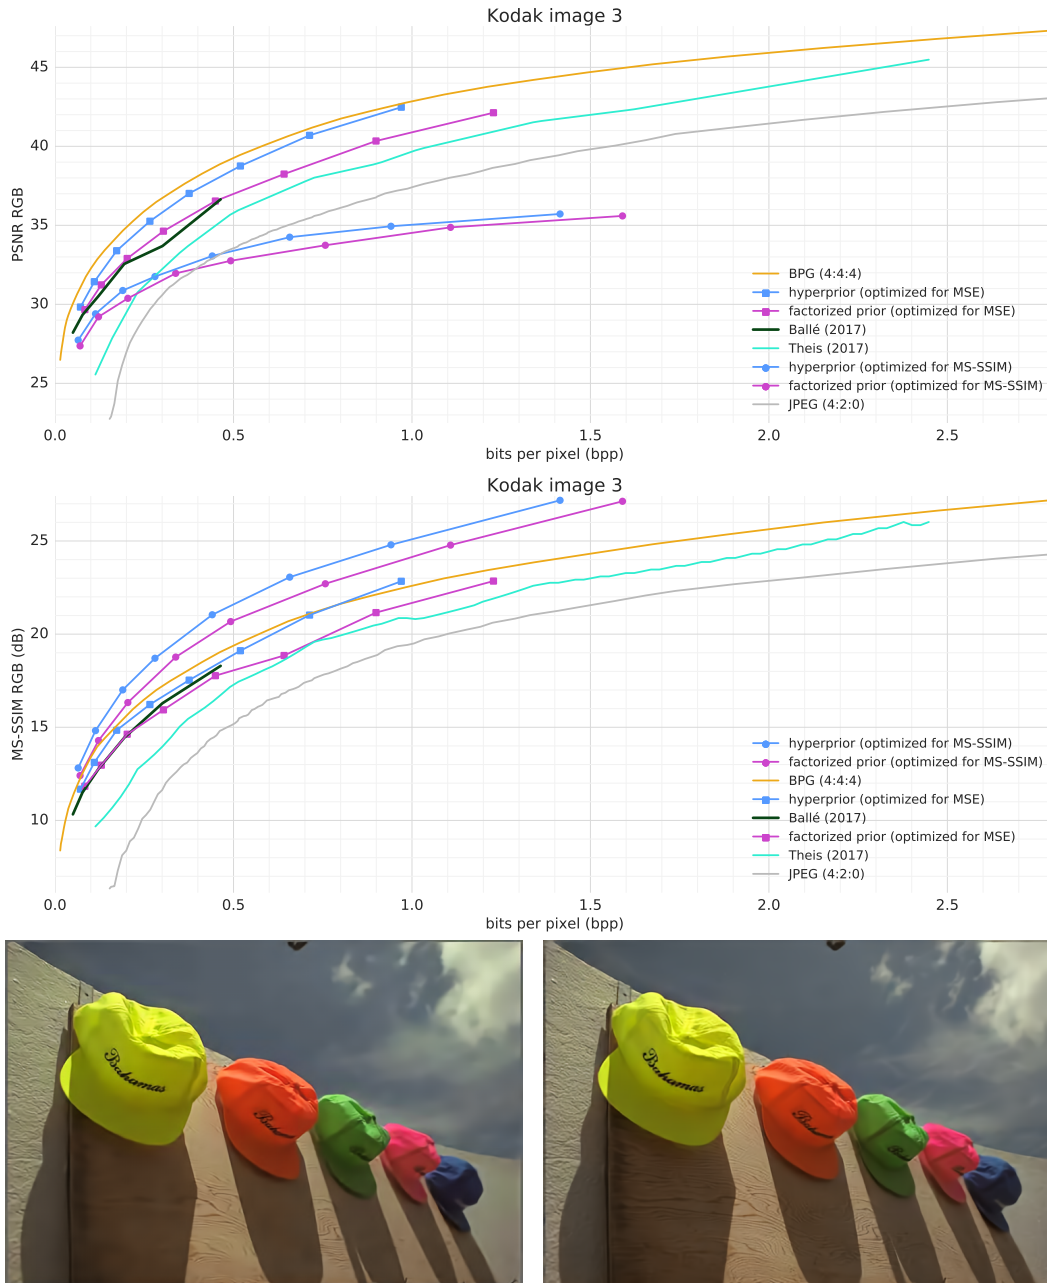 Kodak image 3
PSNR RGB
45
40
35
30
25
BPG (4:4:4)
hyperprior (optimized for MSE)
factorized prior (optimized for MSE)
Ballé (2017)
Theis (2017)
hyperprior (optimized for MS-SSIM)
factorized prior (optimized for MS-SSIM)
JPEG (4:2:0)
0.0 0.5 1.0 1.5 2.0 2.5
bits per pixel (bpp)
Kodak image 3
MS-SSIM RGB (dB)
25
20
15
10
hyperprior (optimized for MS-SSIM)
factorized prior (optimized for MS-SSIM)
BPG (4:4:4)
hyperprior (optimized for MSE)
Ballé (2017)
factorized prior (optimized for MSE)
Theis (2017)
JPEG (4:2:0)
0.0 0.5 1.0 1.5 2.0 2.5
bits per pixel (bpp)
Bahamas
Bahamas